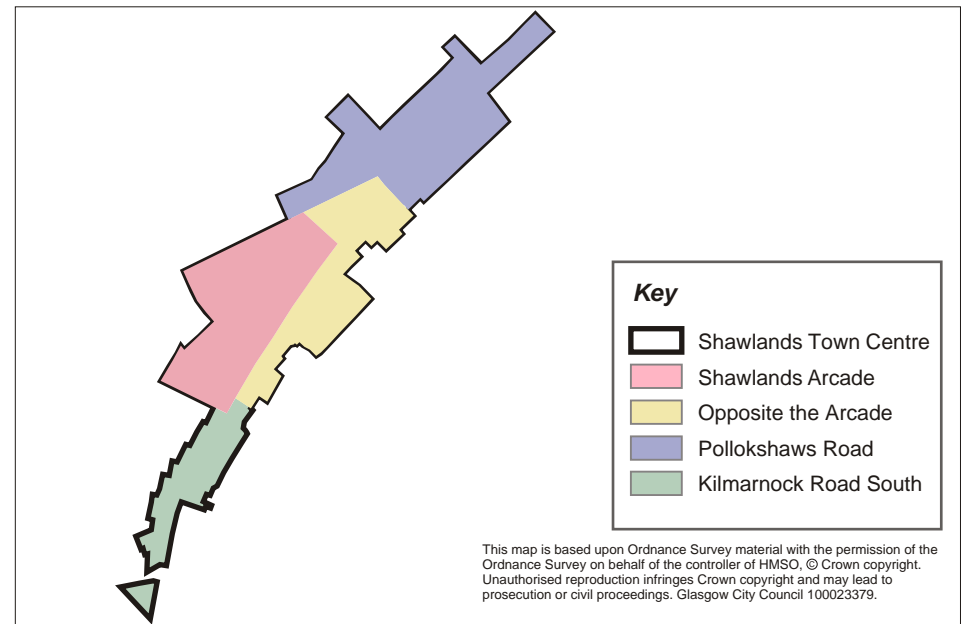 Key
Shawlands Town Centre
Shawlands Arcade
Opposite the Arcade
Pollokshaws Road
Kilmarnock Road South
This map is based upon Ordnance Survey material with the permission of the
Ordnance Survey on behalf of the controller of HMSO, © Crown copyright.
Unauthorised reproduction infringes Crown copyright and may lead to
prosecution or civil proceedings. Glasgow City Council 100023379.